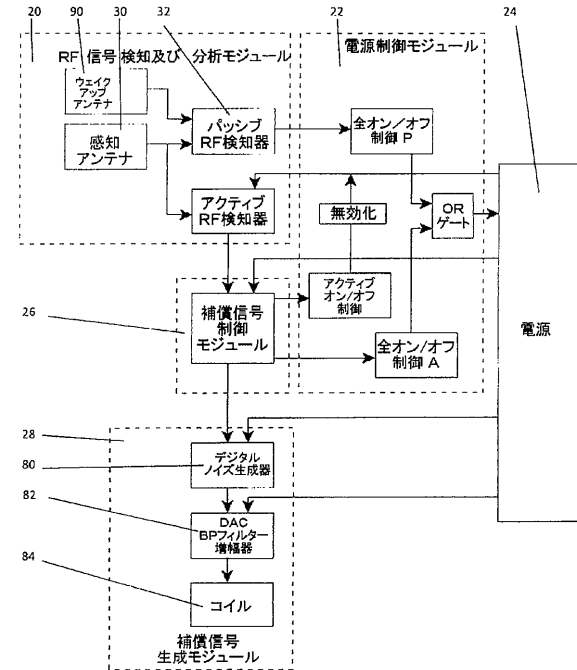 20
90
30
32
22
24
RF 信号 検知及び 分析モジュール
電源制御モジュール
ウェイク
アップ
アンテナ
感知
アンテナ
パッシブ
RF検知器
アクティブ
RF検知器
全オン/オフ
制御 P
無効化
OR
ゲート
アクティブ
オン/オフ
制御
全オン/オフ
制御 A
電源
26
補償信号
制御
モジュール
28
80
デジタル
ノイズ生成器
82
DAC
BPフィルター
増幅器
84
コイル
補償信号
生成モジュール